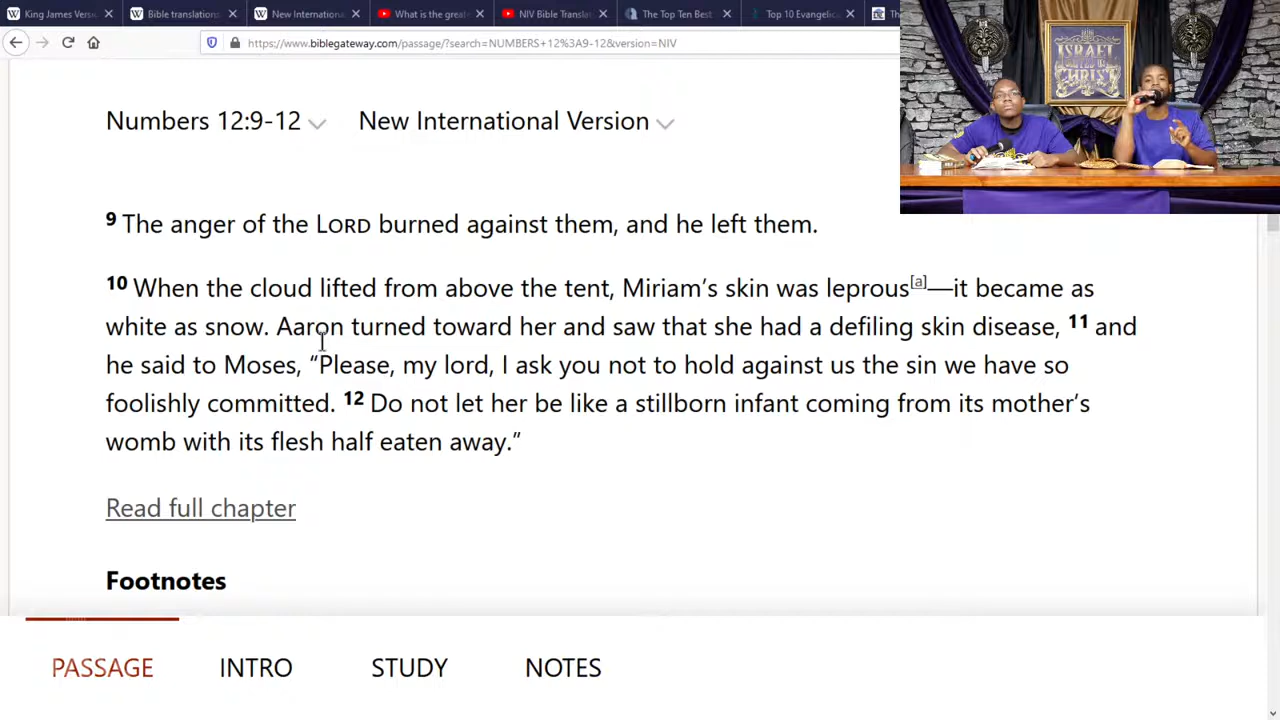 King James Versi
Bible translations
New Internationa
What is the grea
NIV Bible Transla
The Top Ten Best
Top 10 Evangelic
Th
https://www.biblegateway.com/passage/?search=NUMBERS+12%3A9-12&version=NIV
ISRAEL
UNITED IN
CHRIST
Numbers 12:9-12 New International Version
9 The anger of the LORD burned against them, and he left them.
10 When the cloud lifted from above the tent, Miriam’s skin was leprous[a]—it became as
white as snow. Aaron turned toward her and saw that she had a defiling skin disease, 11 and
he said to Moses, “Please, my lord, I ask you not to hold against us the sin we have so
foolishly committed. 12 Do not let her be like a stillborn infant coming from its mother’s
womb with its flesh half eaten away.”
Read full chapter
Footnotes
PASSAGE INTRO STUDY NOTES